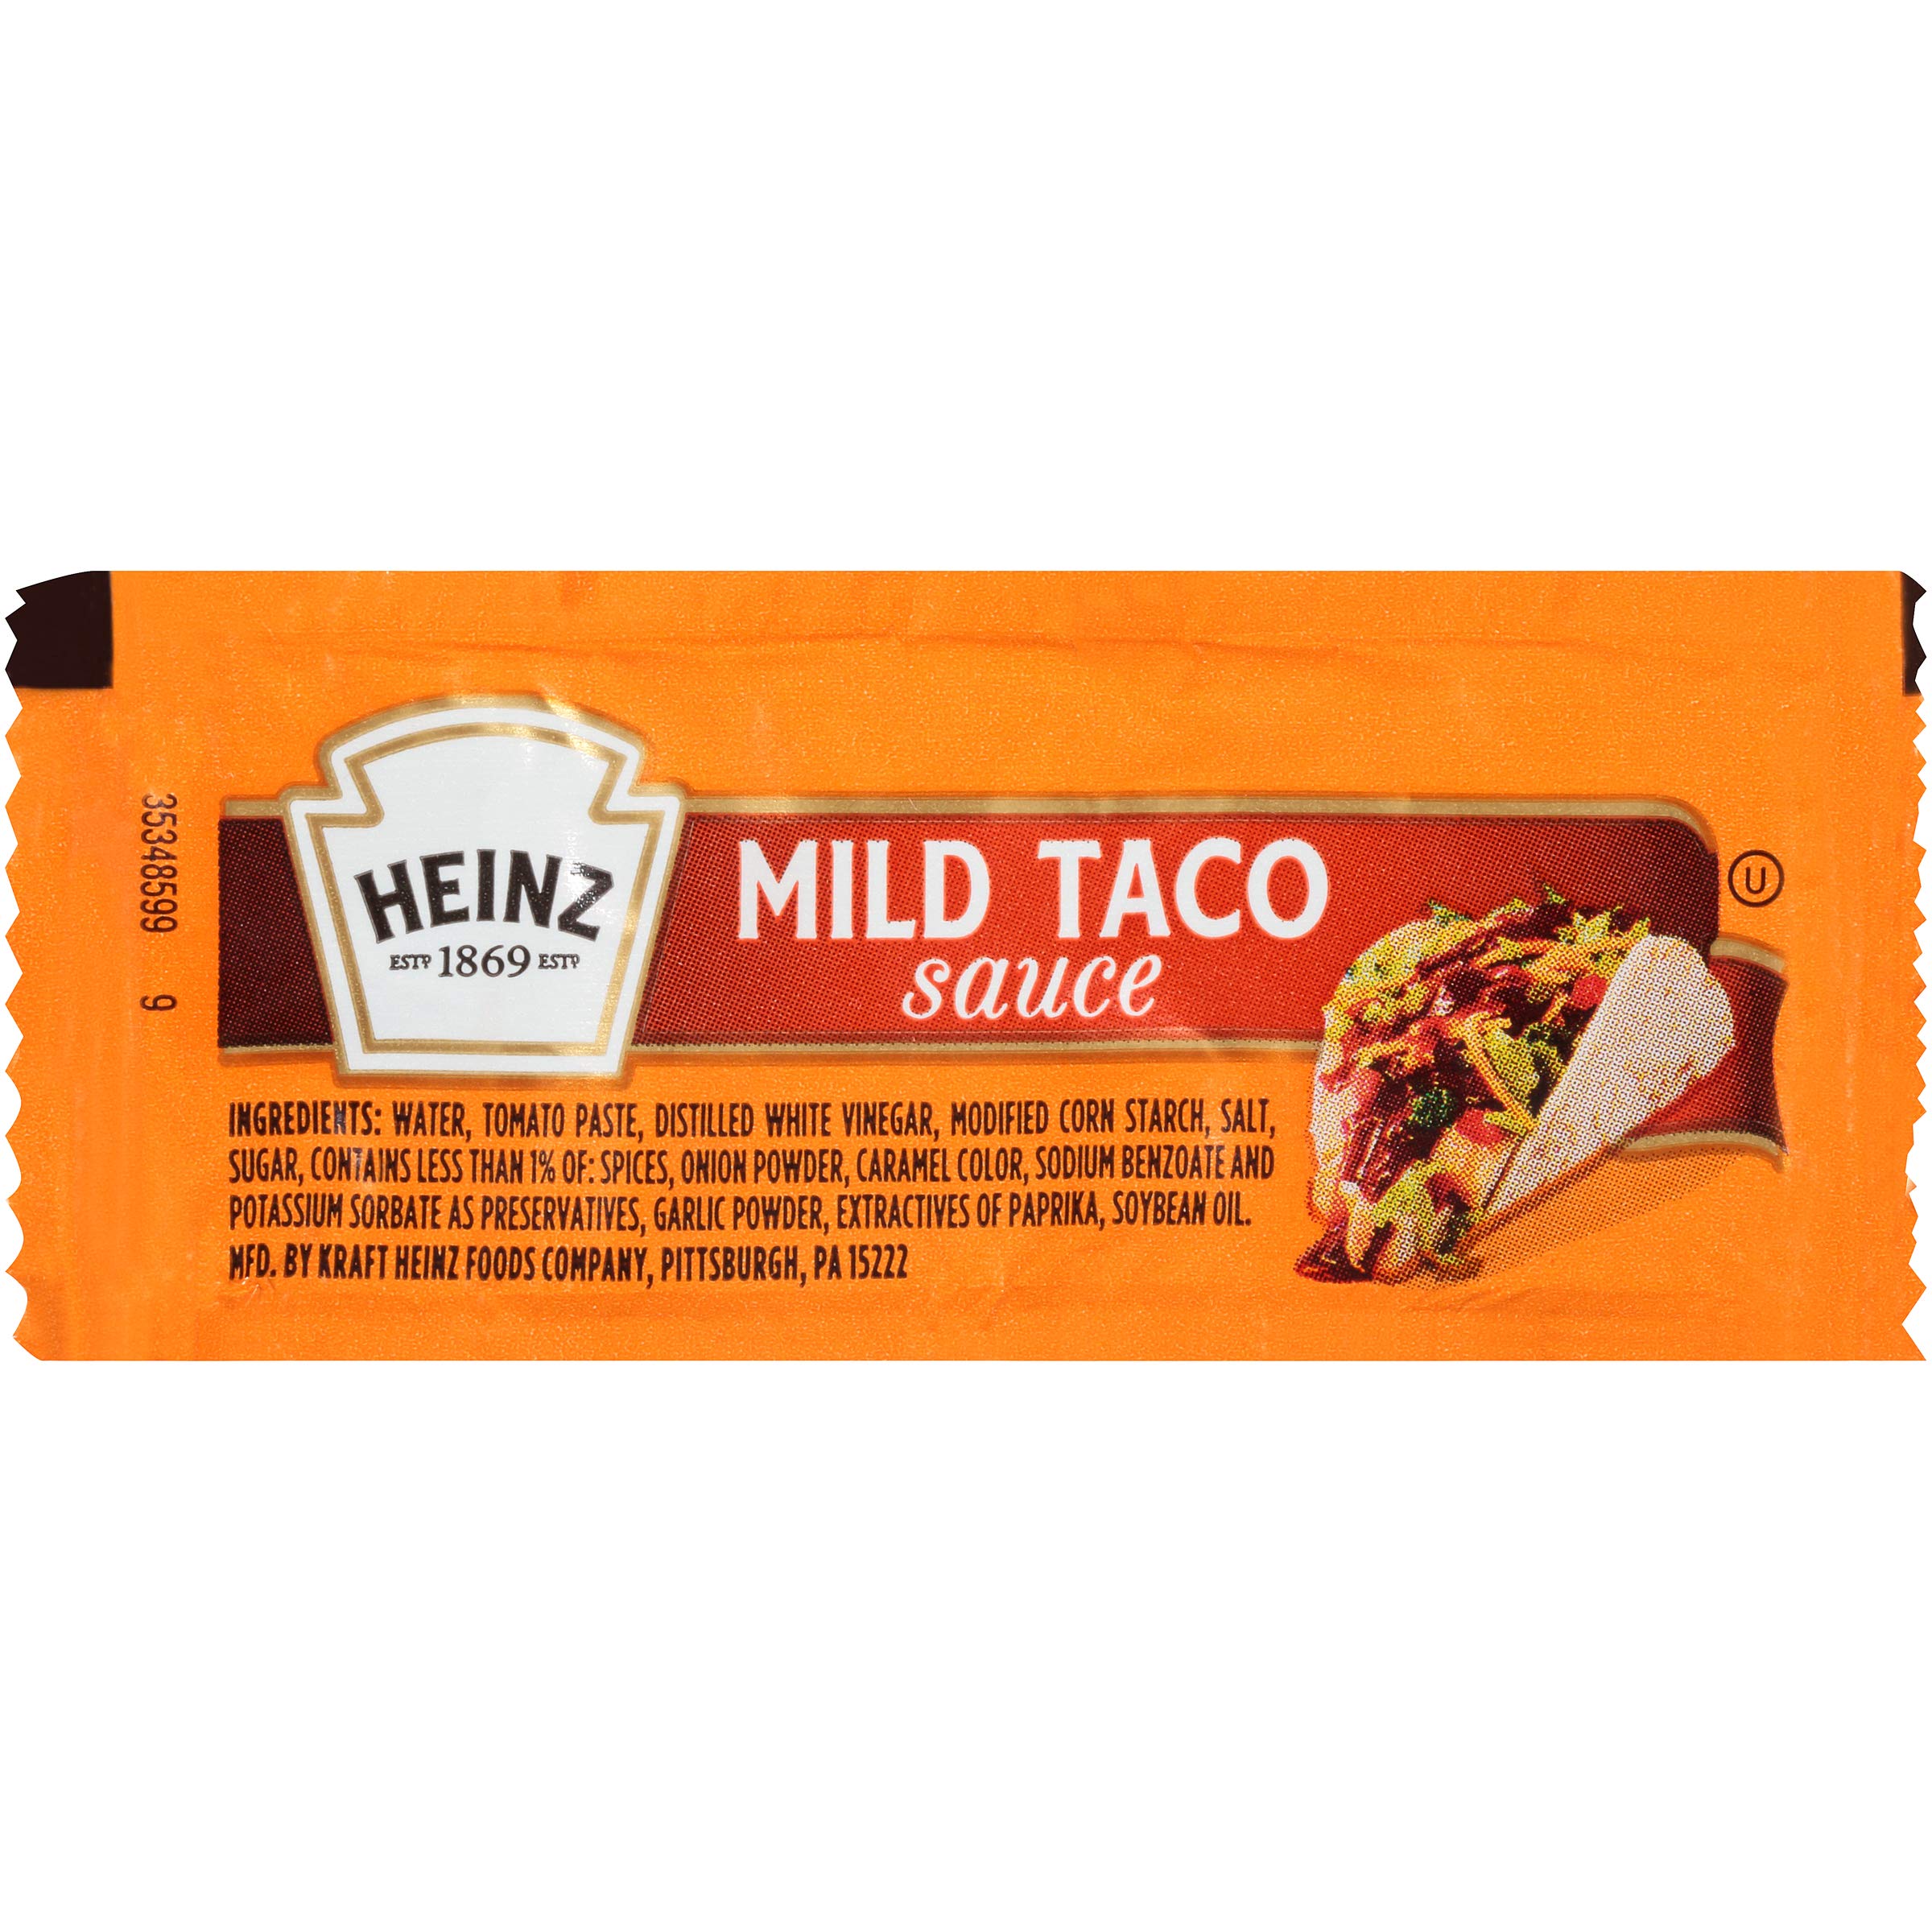 HEINZ
ESTD 1869 ESTD
MILD TACO
sauce
U
35348599 9
INGREDIENTS: WATER, TOMATO PASTE, DISTILLED WHITE VINEGAR, MODIFIED CORN STARCH, SALT,
SUGAR, CONTAINS LESS THAN 1% OF: SPICES, ONION POWDER, CARAMEL COLOR, SODIUM BENZOATE AND
POTASSIUM SORBATE AS PRESERVATIVES, GARLIC POWDER, EXTRACTIVES OF PAPRIKA, SOYBEAN OIL.
MFD. BY KRAFT HEINZ FOODS COMPANY, PITTSBURGH, PA 15222